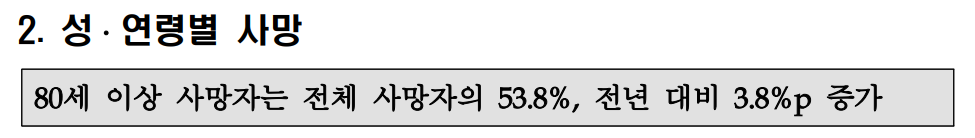 2. 성·연령별 사망
80세 이상 사망자는 전체 사망자의 53.8%, 전년 대비 3.8%p 증가